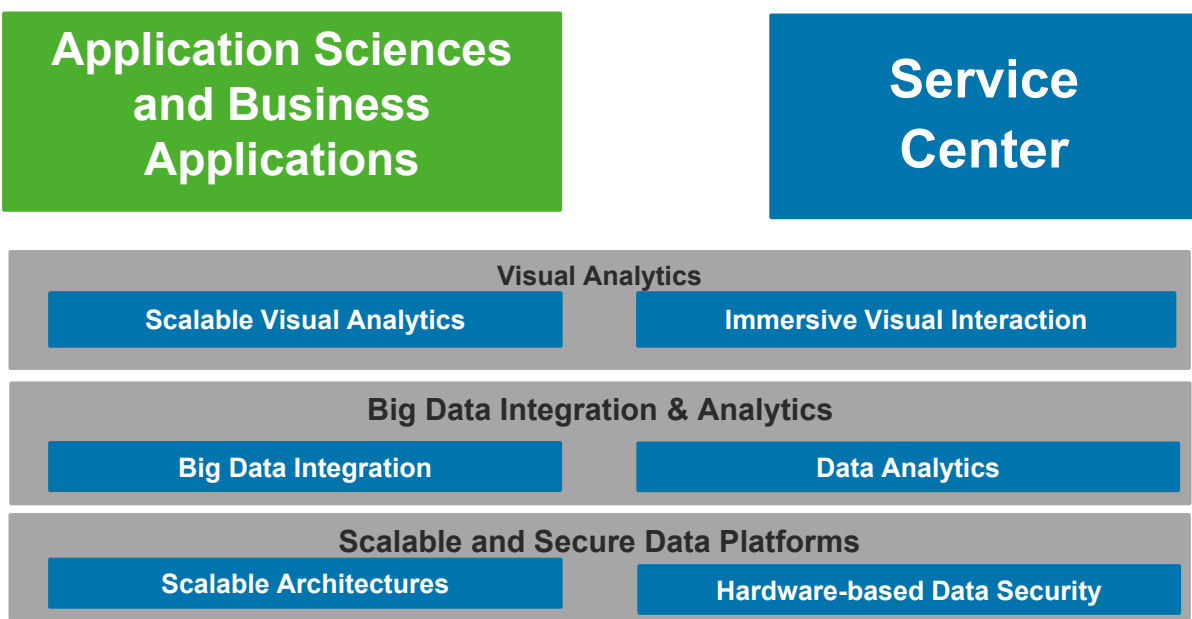 Application Sciences
and Business
Applications
Service
Center
Visual Analytics
Scalable Visual Analytics
Immersive Visual Interaction
Big Data Integration & Analytics
Big Data Integration
Data Analytics
Scalable and Secure Data Platforms
Scalable Architectures
Hardware-based Data Security